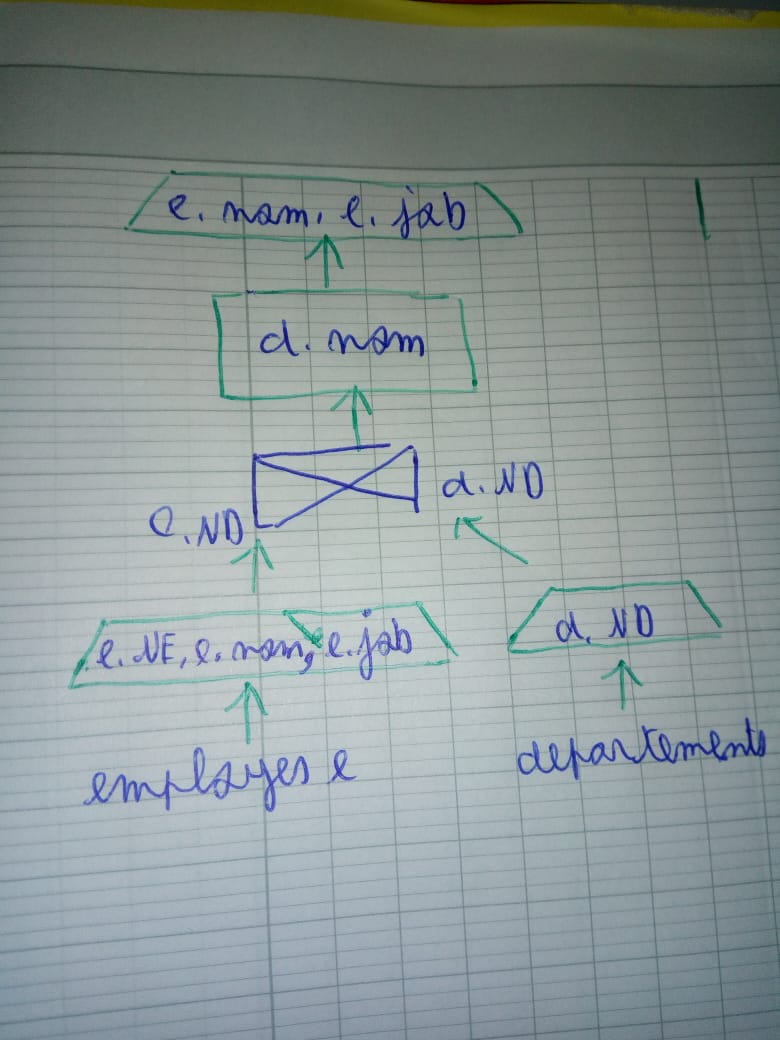 e. nom, e. job
d. nom
d. ND
e. ND
e. NE, e. nom, e. job
d. ND
employes e
departements